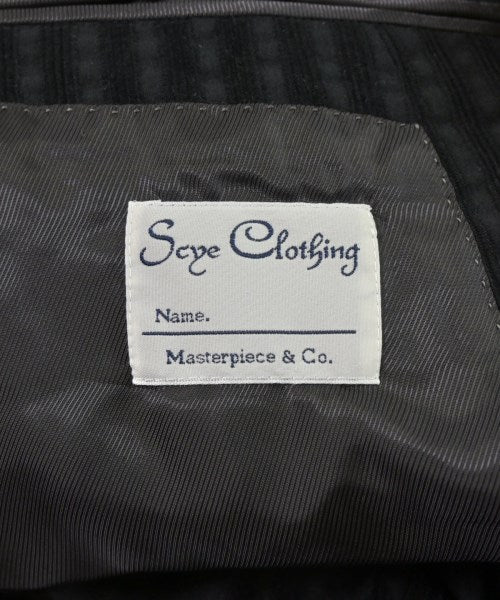 Scye Clothing
Name.
Masterpiece & Co.